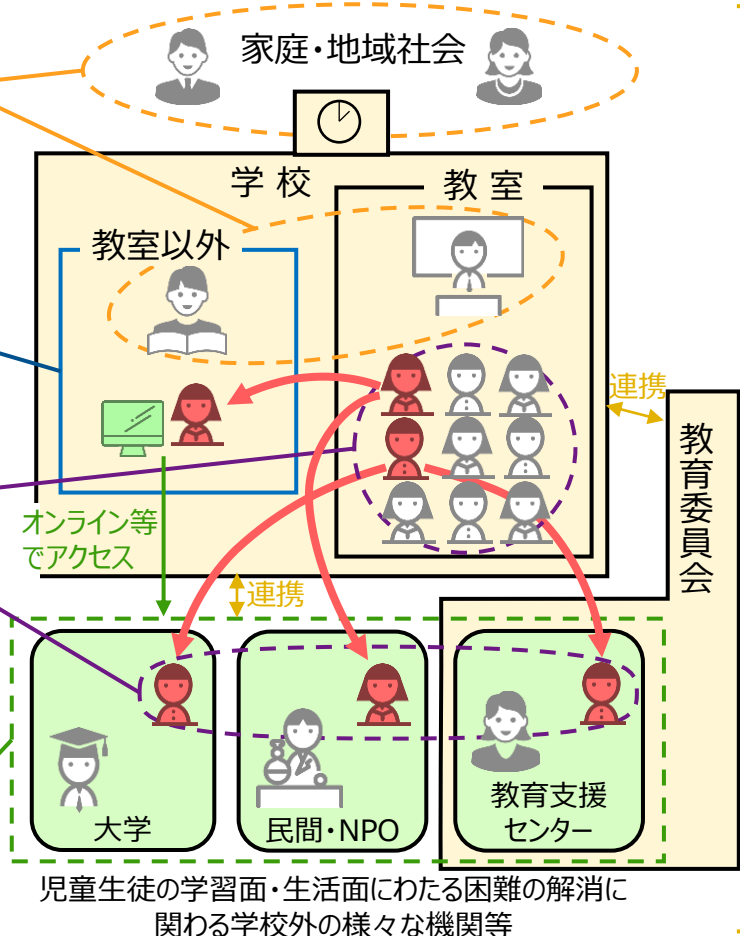 家庭・地域社会
学校
教室
教室以外
連携
教育委員会
オンライン等
でアクセス
連携
大学
民間・NPO
教育支援
センター
児童生徒の学習面・生活面にわたる困難の解消に
関わる学校外の様々な機関等